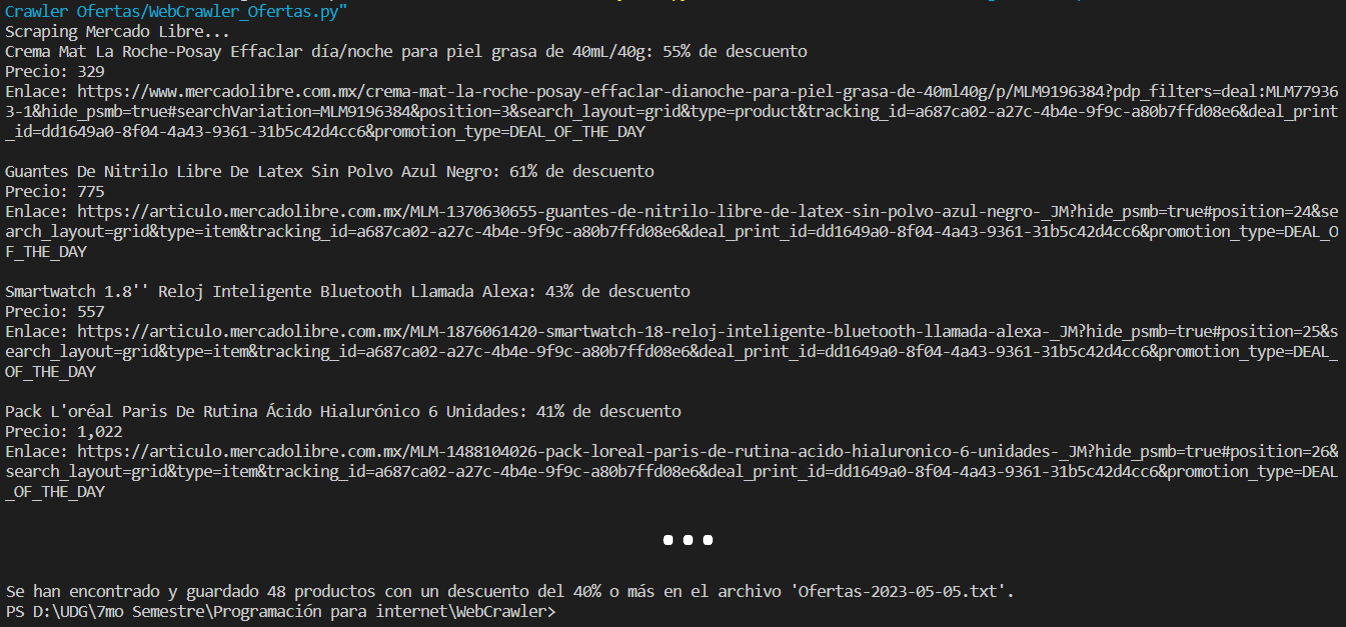 Crawler Ofertas/WebCrawler_Ofertas.py"
Scraping Mercado Libre...
Crema Mat La Roche-Posay Effaclar día/noche para piel grasa de 40mL/40g: 55% de descuento
Precio: 329
Enlace: https://www.mercadolibre.com.mx/crema-mat-la-roche-posay-effaclar-dianoche-para-piel-grasa-de-40ml40g/p/MLM9196384?pdp_filters=deal:MLM77936
3-1&hide_psmb=true#searchVariation=MLM9196384&position=3&search_layout=grid&type=product&tracking_id=a687ca02-a27c-4b4e-9f9c-a80b7ffd08e6&deal_print
_id=dd1649a0-8f04-4a43-9361-31b5c42d4cc6&promotion_type=DEAL_OF_THE_DAY
Guantes De Nitrilo Libre De Latex Sin Polvo Azul Negro: 61% de descuento
Precio: 775
Enlace: https://articulo.mercadolibre.com.mx/MLM-1370630655-guantes-de-nitrilo-libre-de-latex-sin-polvo-azul-negro-_JM?hide_psmb=true#position=24&se
arch_layout=grid&type=item&tracking_id=a687ca02-a27c-4b4e-9f9c-a80b7ffd08e6&deal_print_id=dd1649a0-8f04-4a43-9361-31b5c42d4cc6&promotion_type=DEAL_O
F_THE_DAY
Smartwatch 1.8'' Reloj Inteligente Bluetooth Llamada Alexa: 43% de descuento
Precio: 557
Enlace: https://articulo.mercadolibre.com.mx/MLM-1876061420-smartwatch-18-reloj-inteligente-bluetooth-llamada-alexa-_JM?hide_psmb=true#position=25&s
earch_layout=grid&type=item&tracking_id=a687ca02-a27c-4b4e-9f9c-a80b7ffd08e6&deal_print_id=dd1649a0-8f04-4a43-9361-31b5c42d4cc6&promotion_type=DEAL_
OF_THE_DAY
Pack L'oréal Paris De Rutina Ácido Hialurónico 6 Unidades: 41% de descuento
Precio: 1,022
Enlace: https://articulo.mercadolibre.com.mx/MLM-1488104026-pack-loreal-paris-de-rutina-acido-hialuronico-6-unidades-_JM?hide_psmb=true#position=26&
search_layout=grid&type=item&tracking_id=a687ca02-a27c-4b4e-9f9c-a80b7ffd08e6&deal_print_id=dd1649a0-8f04-4a43-9361-31b5c42d4cc6&promotion_type=DEAL
_OF_THE_DAY
...
Se han encontrado y guardado 48 productos con un descuento del 40% o más en el archivo 'Ofertas-2023-05-05.txt'.
PS D:\UDG\7mo Semestre\Programación para internet\WebCrawler>